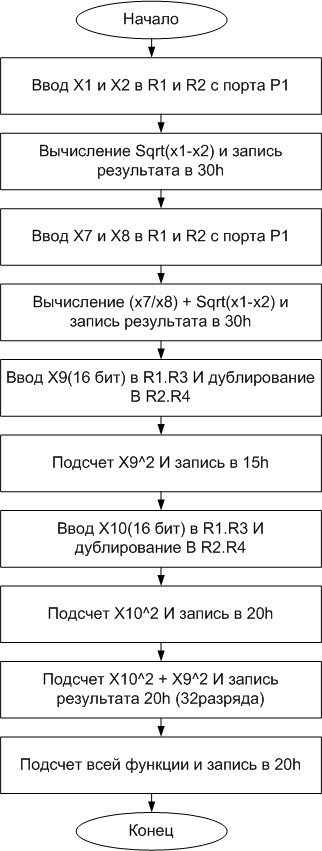 Начало
Ввод X1 и X2 в R1 и R2 с порта P1
Вычисление Sqrt(x1-x2) и запись
результата в 30h
Ввод X7 и X8 в R1 и R2 с порта P1
Вычисление (x7/x8) + Sqrt(x1-x2) и
запись результата в 30h
Ввод X9(16 бит) в R1.R3 И дублирование
В R2.R4
Подсчет X9^2 И запись в 15h
Ввод X10(16 бит) в R1.R3 И
дублирование В R2.R4
Подсчет X10^2 И запись в 20h
Подсчет X10^2 + X9^2 И запись
результата 20h (32разряда)
Подсчет всей функции и запись в 20h
Конец